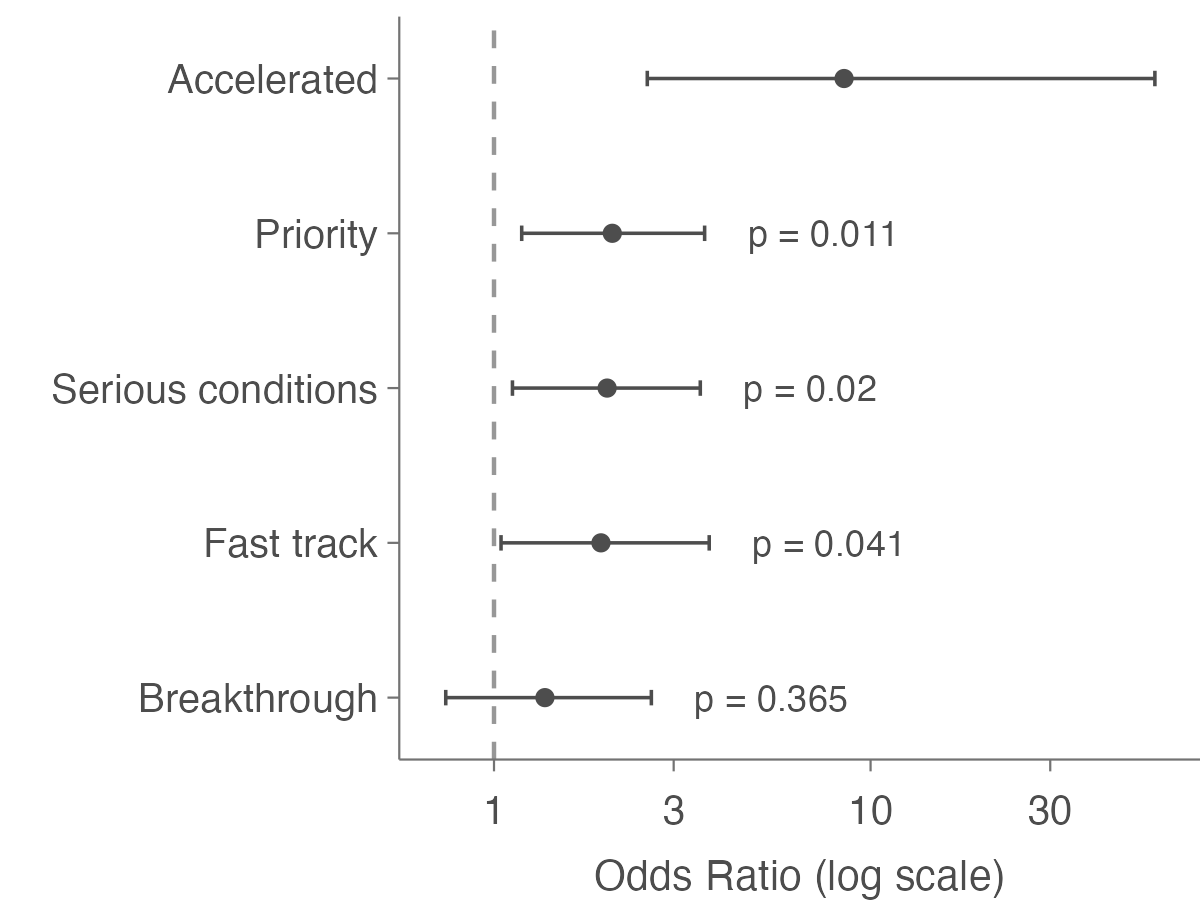 Accelerated
Priority p = 0.011
Serious conditions p = 0.02
Fast track p = 0.041
Breakthrough p = 0.365
1 3 10 30
Odds Ratio (log scale)